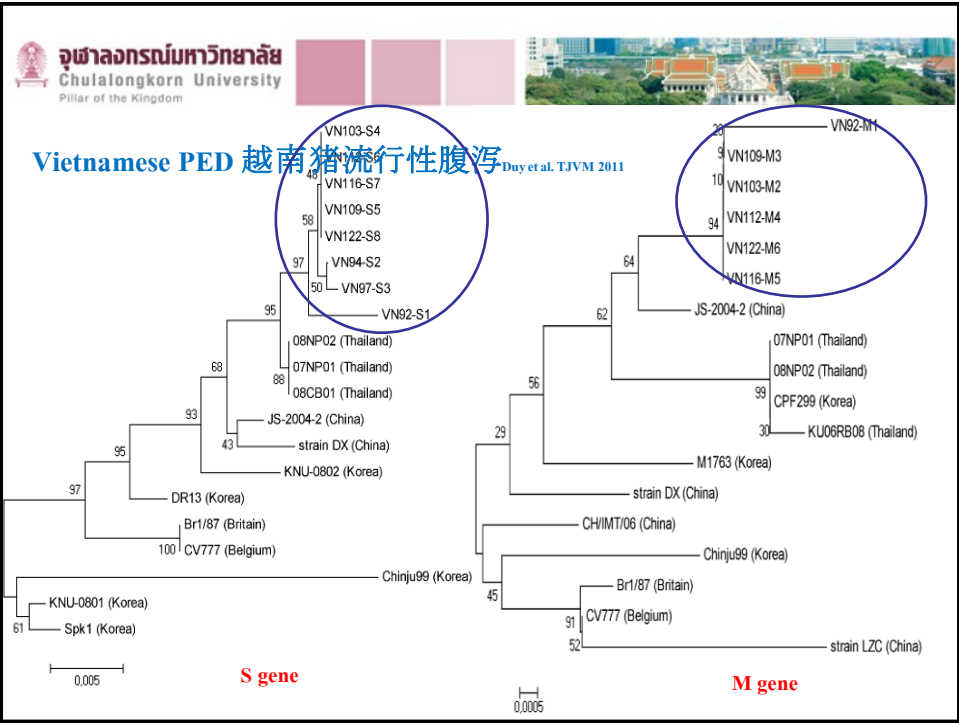 จุฬาลงกรณ์มหาวิทยาลัย
Chulalongkorn University
Pillar of the Kingdom
Vietnamese PED 越南猪流行性腹泻 Duy et al. TJVM 2011
VN103-S4
VN112-S6
48
VN116-S7
VN109-S5
58
VN122-S8
97
VN94-S2
50
VN97-S3
VN92-S1
95
08NP02 (Thailand)
07NP01 (Thailand)
88
08CB01 (Thailand)
68
JS-2004-2 (China)
93
43
strain DX (China)
KNU-0802 (Korea)
95
DR13 (Korea)
97
Br1/87 (Britain)
100
CV777 (Belgium)
Chinju99 (Korea)
KNU-0801 (Korea)
61
Spk1 (Korea)
0,005
S gene
VN92-M1
29
9
VN109-M3
10
VN103-M2
94
VN112-M4
VN122-M6
64
VN116-M5
JS-2004-2 (China)
62
07NP01 (Thailand)
08NP02 (Thailand)
99
CPF299 (Korea)
56
30
KU06RB08 (Thailand)
29
M1763 (Korea)
strain DX (China)
CH/IMT/06 (China)
Chinju99 (Korea)
45
Br1/87 (Britain)
91
CV777 (Belgium)
52
strain LZC (China)
0,0005
M gene